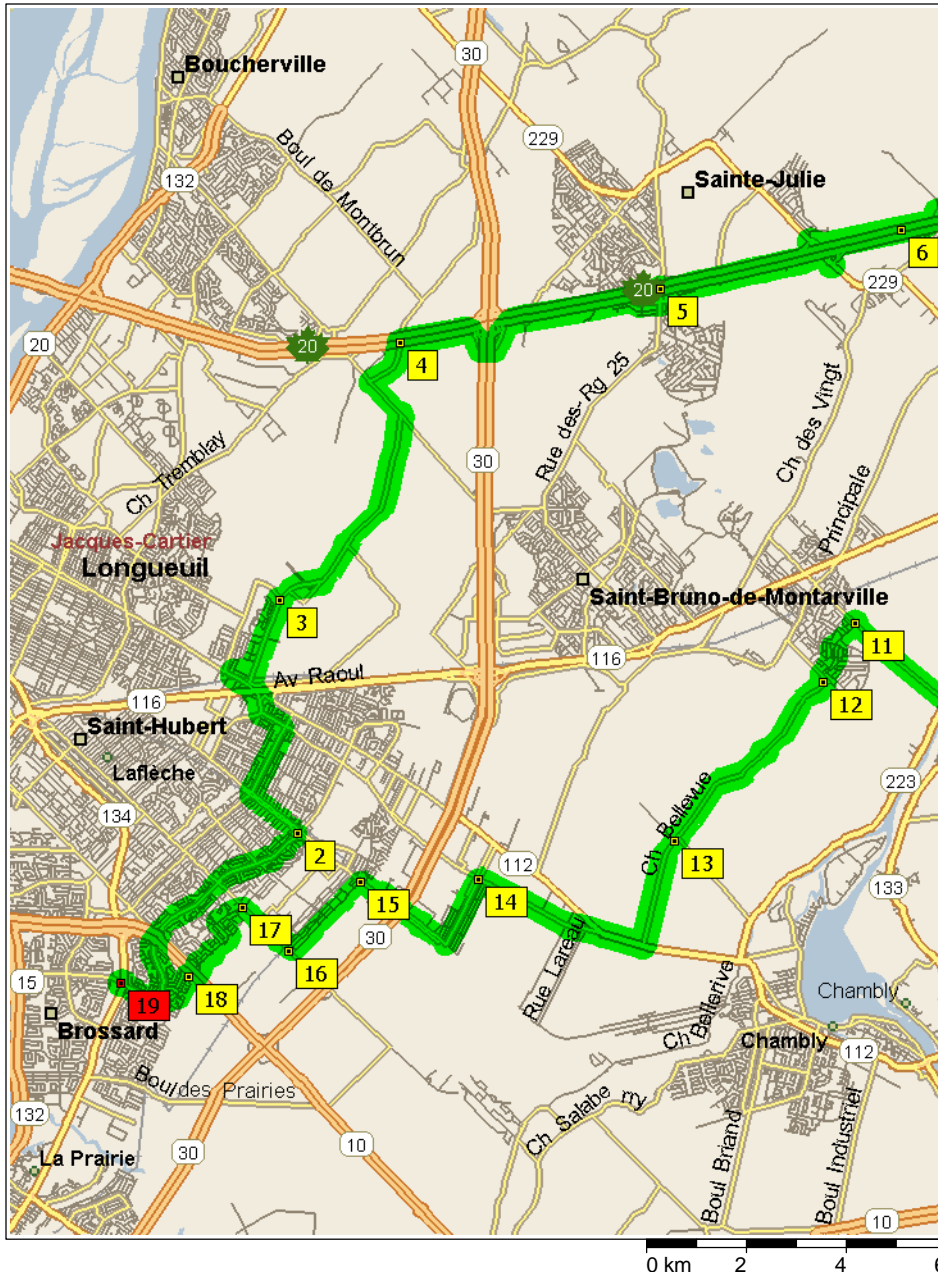 30
Boucherville
229
Boul de Montbrun
132
Sainte-Julie
6
20
229
5
20
20
4
Rue des Rg 25
Ch des Vingt
Principale
30
Ch Tremblay
Jacques-Cartier
Longueuil
Saint-Bruno-de-Montarville
3
11
Av Raoul
116
116
12
Saint-Hubert
Laflèche
223
134
Ch Bellevue
2
13
112
133
15
14
17
30
16
Rue Lareau
15
18
19
Chambly
Ch Bellerive
Brossard
Chambly
112
Boul des Prairies
132
Ch Salabe rry
30
La Prairie
10
Boul Briand
Boul Industriel
10
0 km 2 4 6